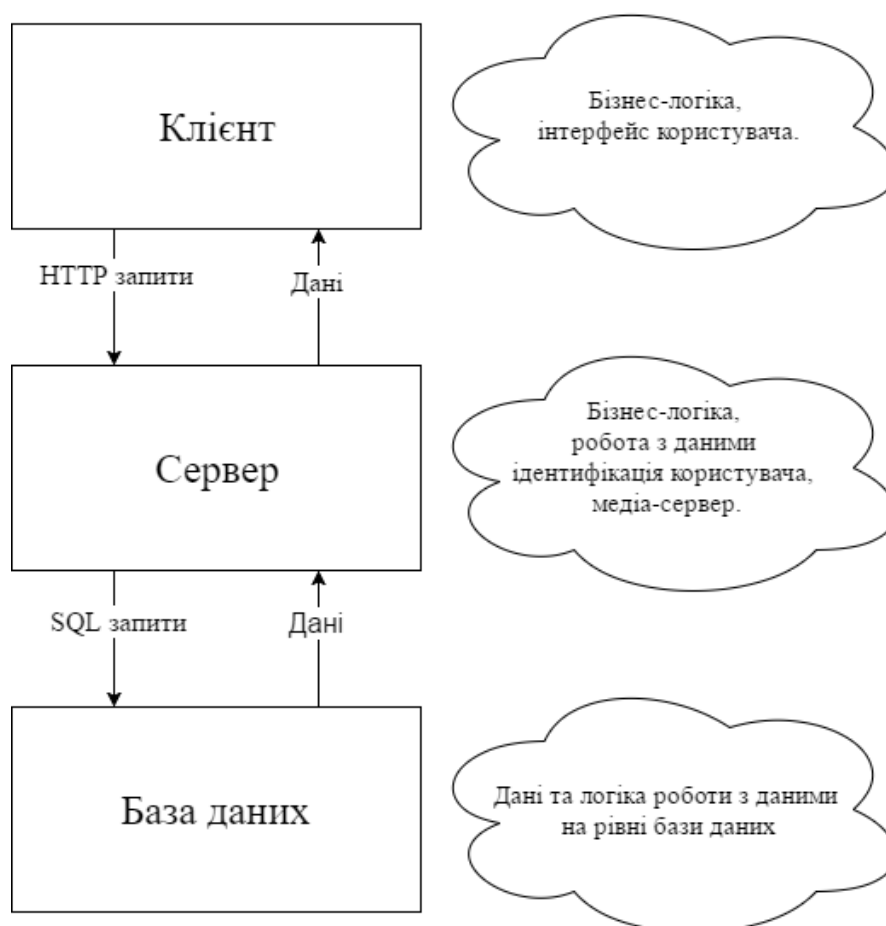 Клієнт
Бізнес-логіка,
інтерфейс користувача.
HTTP запити
Дані
Сервер
Бізнес-логіка,
робота з даними
ідентифікація користувача,
медіа-сервер.
SQL запити
Дані
База даних
Дані та логіка роботи з даними
на рівні бази даних